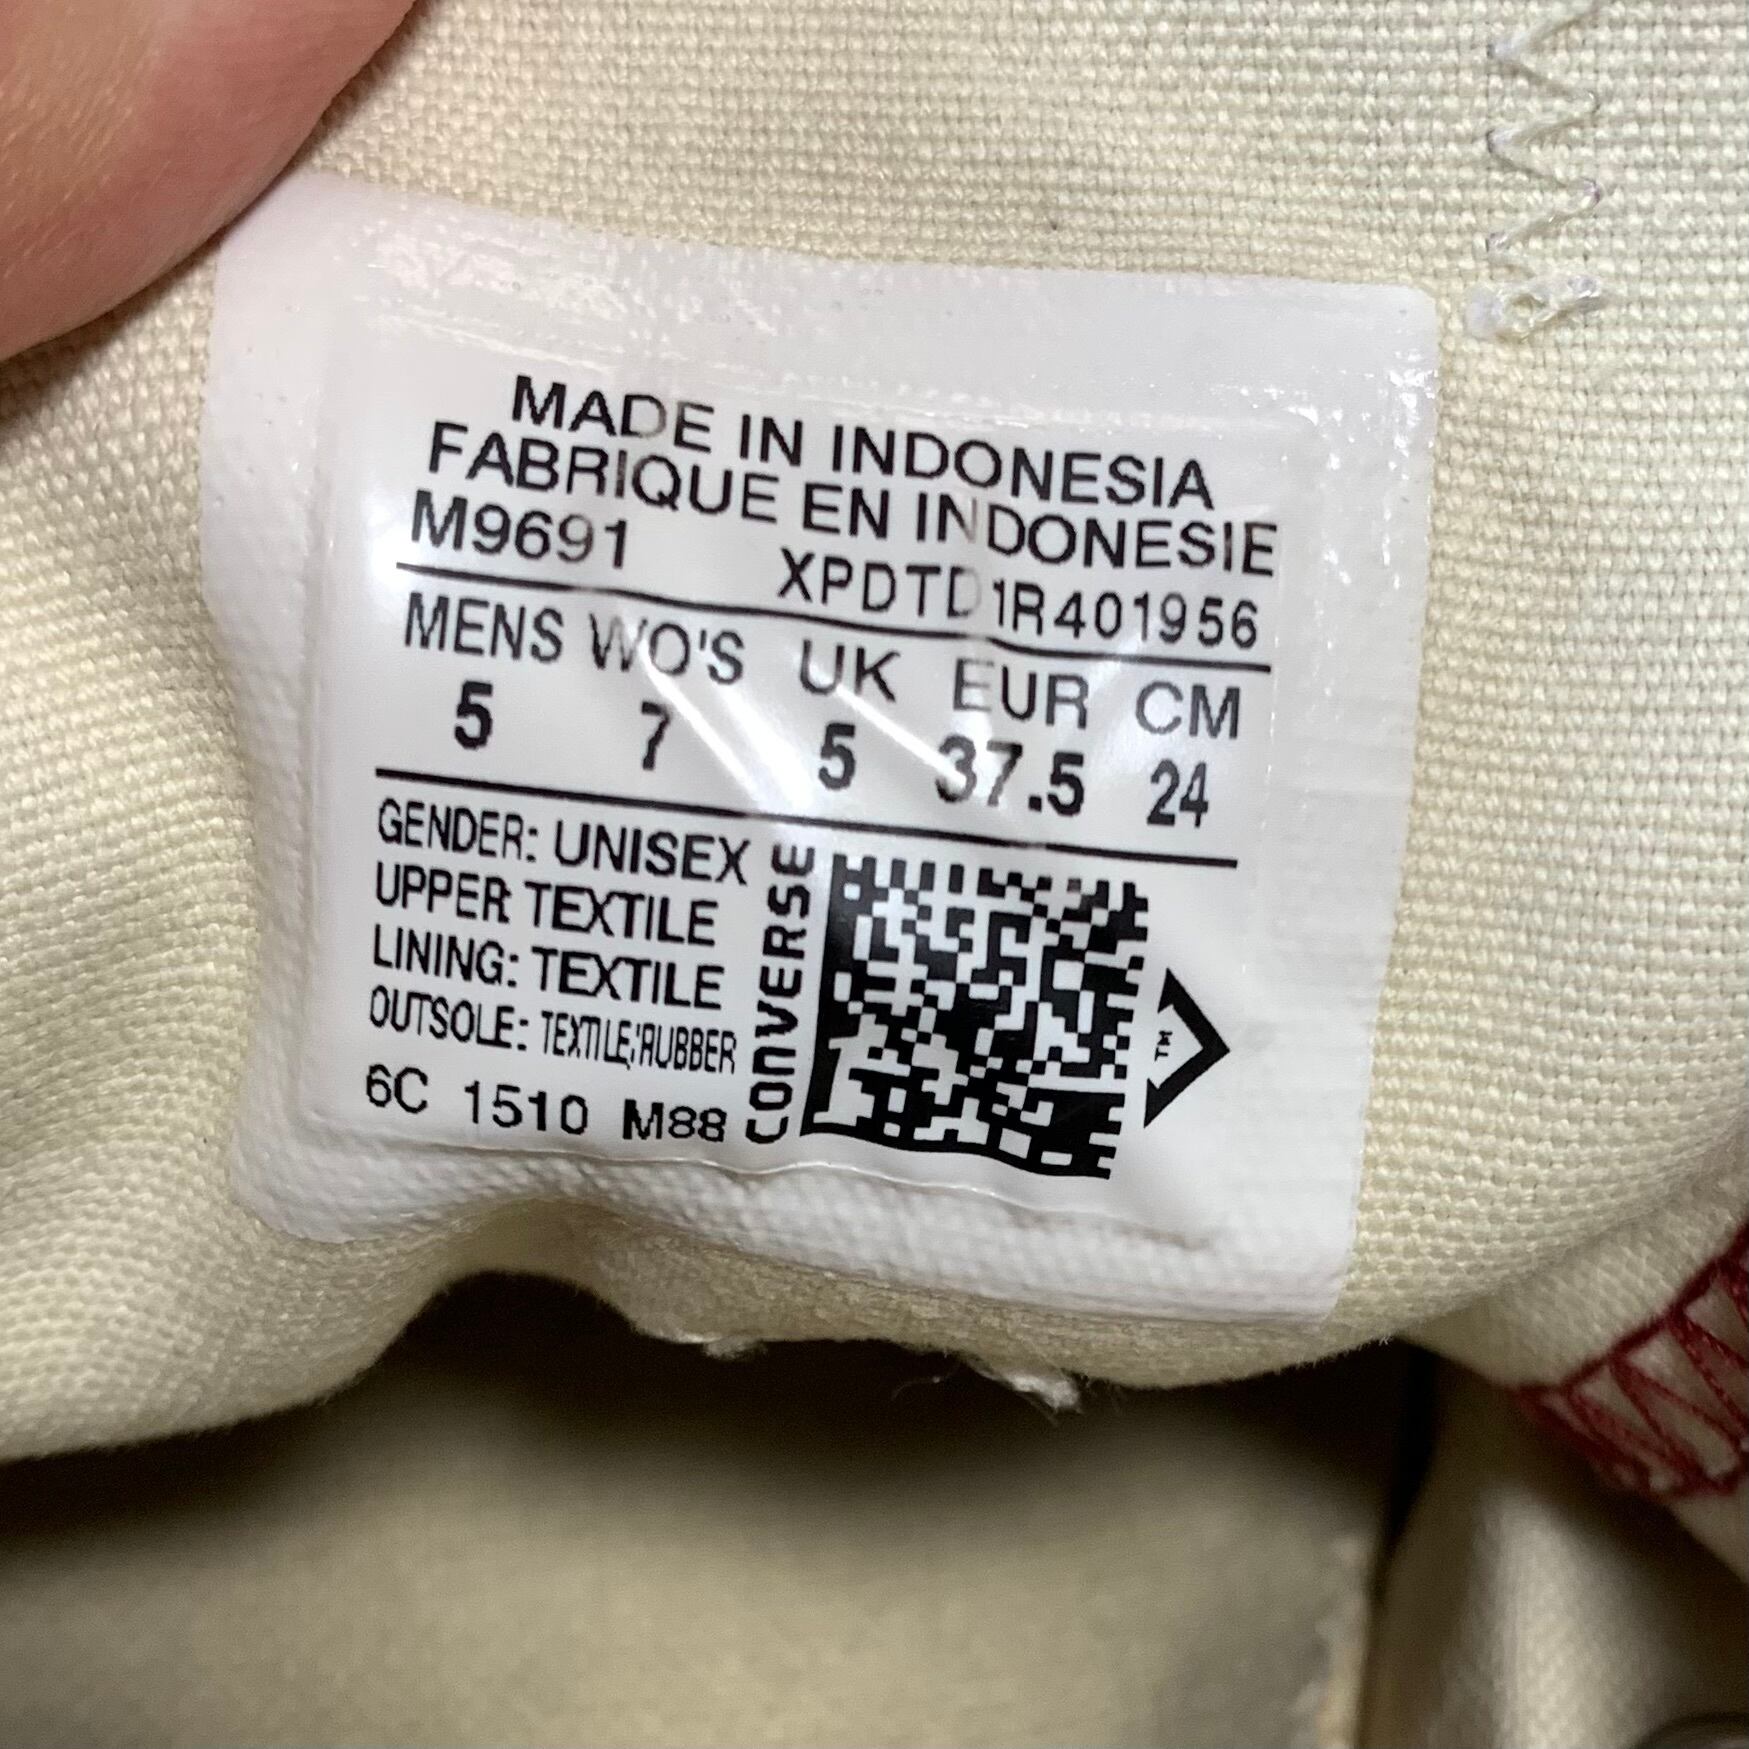 MADE IN INDONESIA
FABRIQUE EN INDONESIE
M9691 XPDTD1R401956
MENS WO'S UK EUR CM
5 7 5 37.5 24
GENDER: UNISEX
UPPER TEXTILE
LINING: TEXTILE
OUTSOLE: TEXTILE/RUBBER
6C 1510 M88
CONVERSE
TM